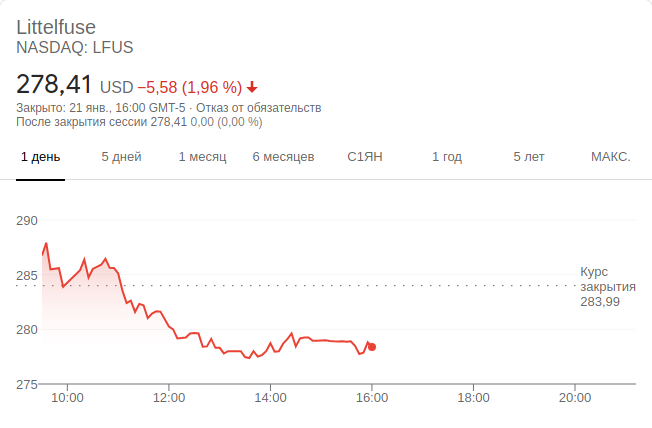 Littelfuse
NASDAQ: LFUS
278,41 USD −5,58 (1,96 %)
Закрыто: 21 янв., 16:00 GMT-5 · Отказ от обязательств
После закрытия сессии 278,41 0,00 (0,00 %)
1 день 5 дней 1 месяц 6 месяцев С1ЯН 1 год 5 лет МАКС.
290
285
Курс
закрытия
283,99
280
275
10:00 12:00 14:00 16:00 18:00 20:00